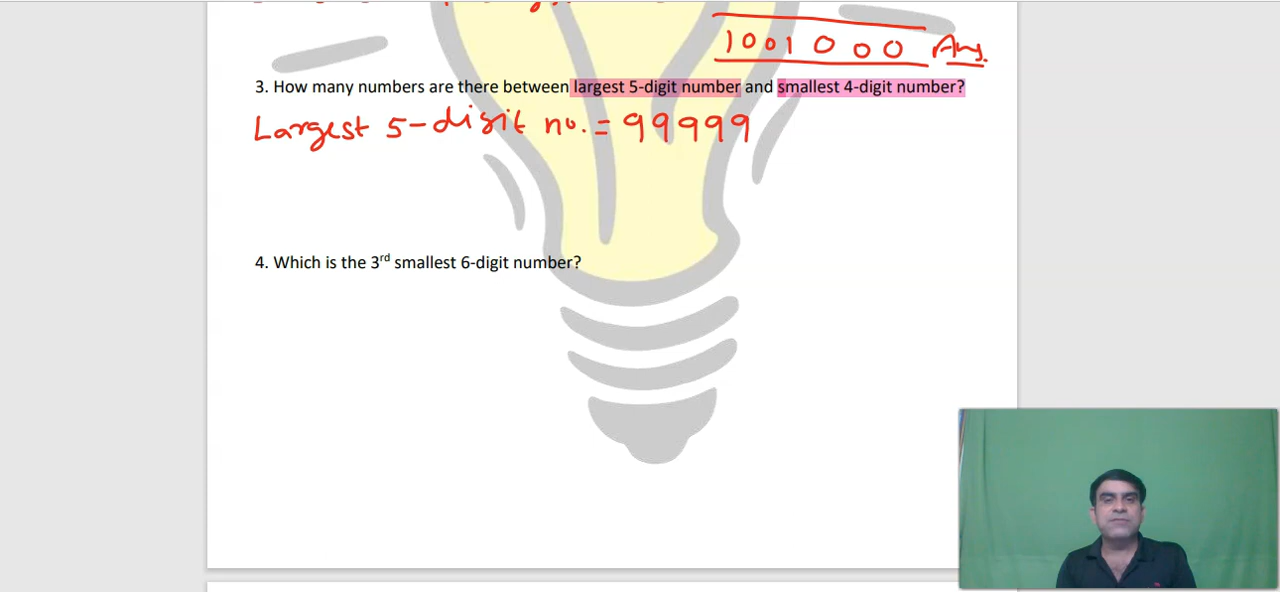 1001000 Ans.
3. How many numbers are there between largest 5-digit number and smallest 4-digit number?
Largest 5-digit no. = 99999
4. Which is the 3rd smallest 6-digit number?